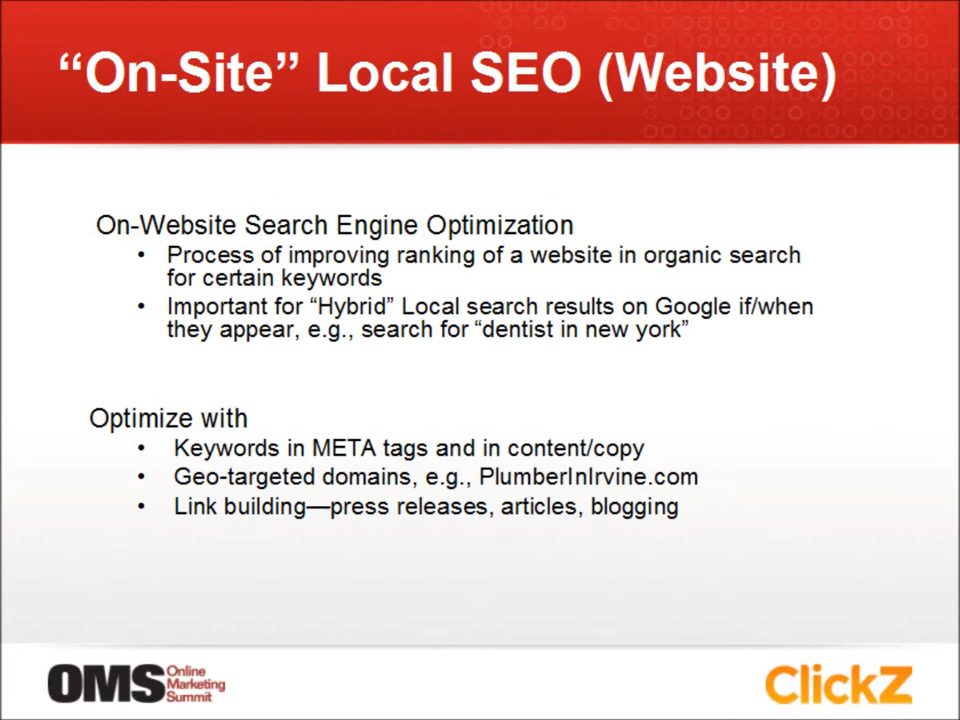 “On-Site” Local SEO (Website)
On-Website Search Engine Optimization
• Process of improving ranking of a website in organic search
for certain keywords
• Important for “Hybrid” Local search results on Google if/when
they appear, e.g., search for “dentist in new york”
Optimize with
• Keywords in META tags and in content/copy
• Geo-targeted domains, e.g., PlumberInIrvine.com
• Link building—press releases, articles, blogging
OMS Online
Marketing
Summit
ClickZ